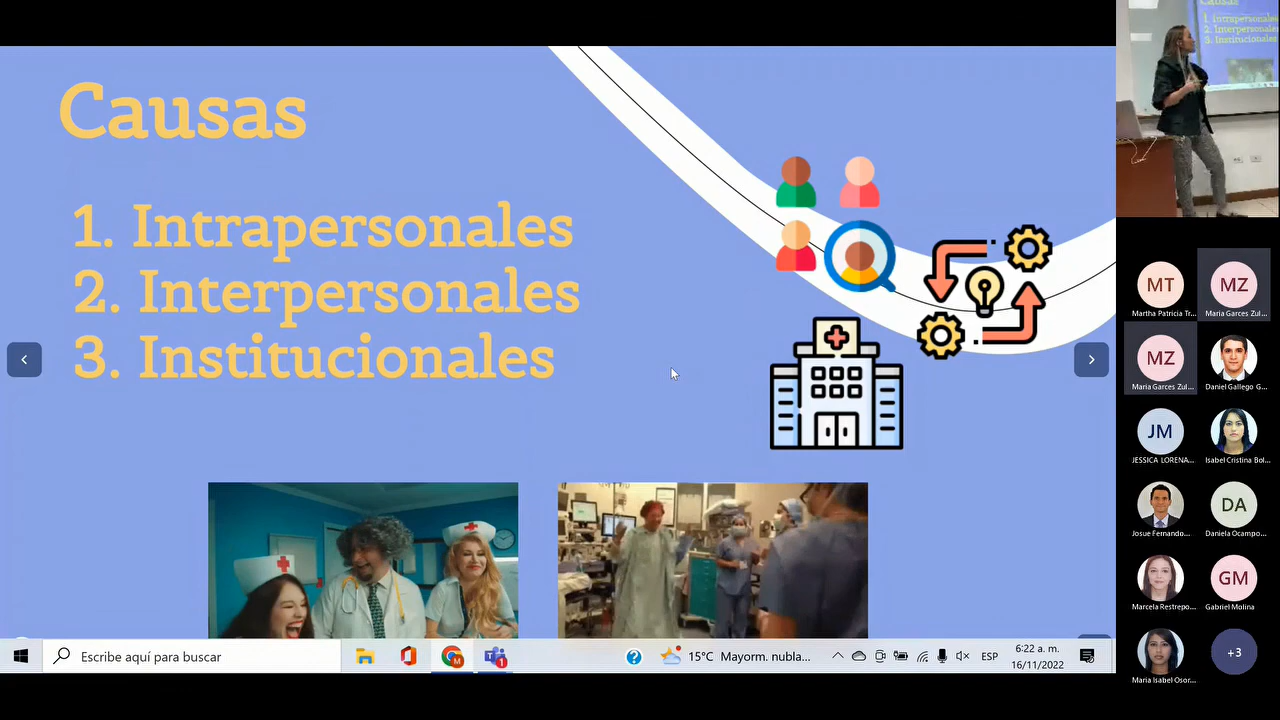 Causas
1. Intrapersonales
2. Interpersonales
3. Institucionales
Causas
1. Intrapersonales
2. Interpersonales
3. Institucionales
MT
Martha Patricia Tr...
MZ
Maria Garces Zul...
MZ
Maria Garces Zul...
Daniel Gallego G...
JM
JESSICA LORENA...
Isabel Cristina Bol...
Josue Fernando...
DA
Daniela Ocampo...
Marcela Restrepo...
GM
Gabriel Molina
Maria Isabel Osor...
+3
Escribe aquí para buscar
1
15°C Mayorm. nubla...
ESP
6:22 a. m.
16/11/2022